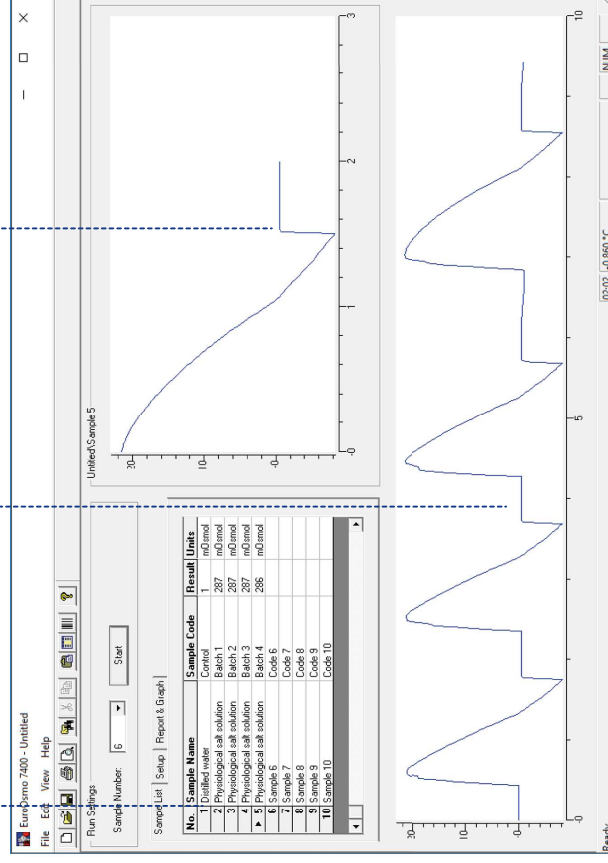 EuroOsmo 7400 - Untitled
File Edit View Help
Run Settings
Sample Number: 6 Start
Sample List Setup Report & Graph
No. Sample Name Sample Code Result Units
1 Distilled water Control 1 mOsmol
2 Physiological salt solution Batch 1 287 mOsmol
3 Physiological salt solution Batch 2 287 mOsmol
4 Physiological salt solution Batch 3 287 mOsmol
5 Physiological salt solution Batch 4 286 mOsmol
6 Sample 6 Code 6
7 Sample 7 Code 7
8 Sample 8 Code 8
9 Sample 9 Code 9
10 Sample 10 Code 10
Untitled\Sample5
20
10
-0
-0 1 2 3
20
10
-0
-0 5 10
Ready 02:02 -0.860 °C NUM